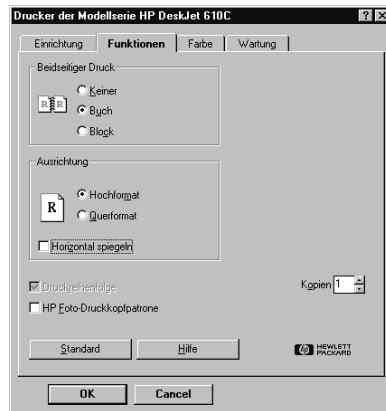 Drucker der Modellserie HP DeskJet 610C
Einrichtung Funktionen Farbe Wartung
Beidseitiger Druck
Keiner
Buch
Block
R R
Ausrichtung
Hochformat
Querformat
R
Horizontal spiegeln
Druckreihenfolge
Kopien 1
HP Foto-Druckkopfpatrone
Standard Hilfe
hp HEWLETT PACKARD
OK Cancel